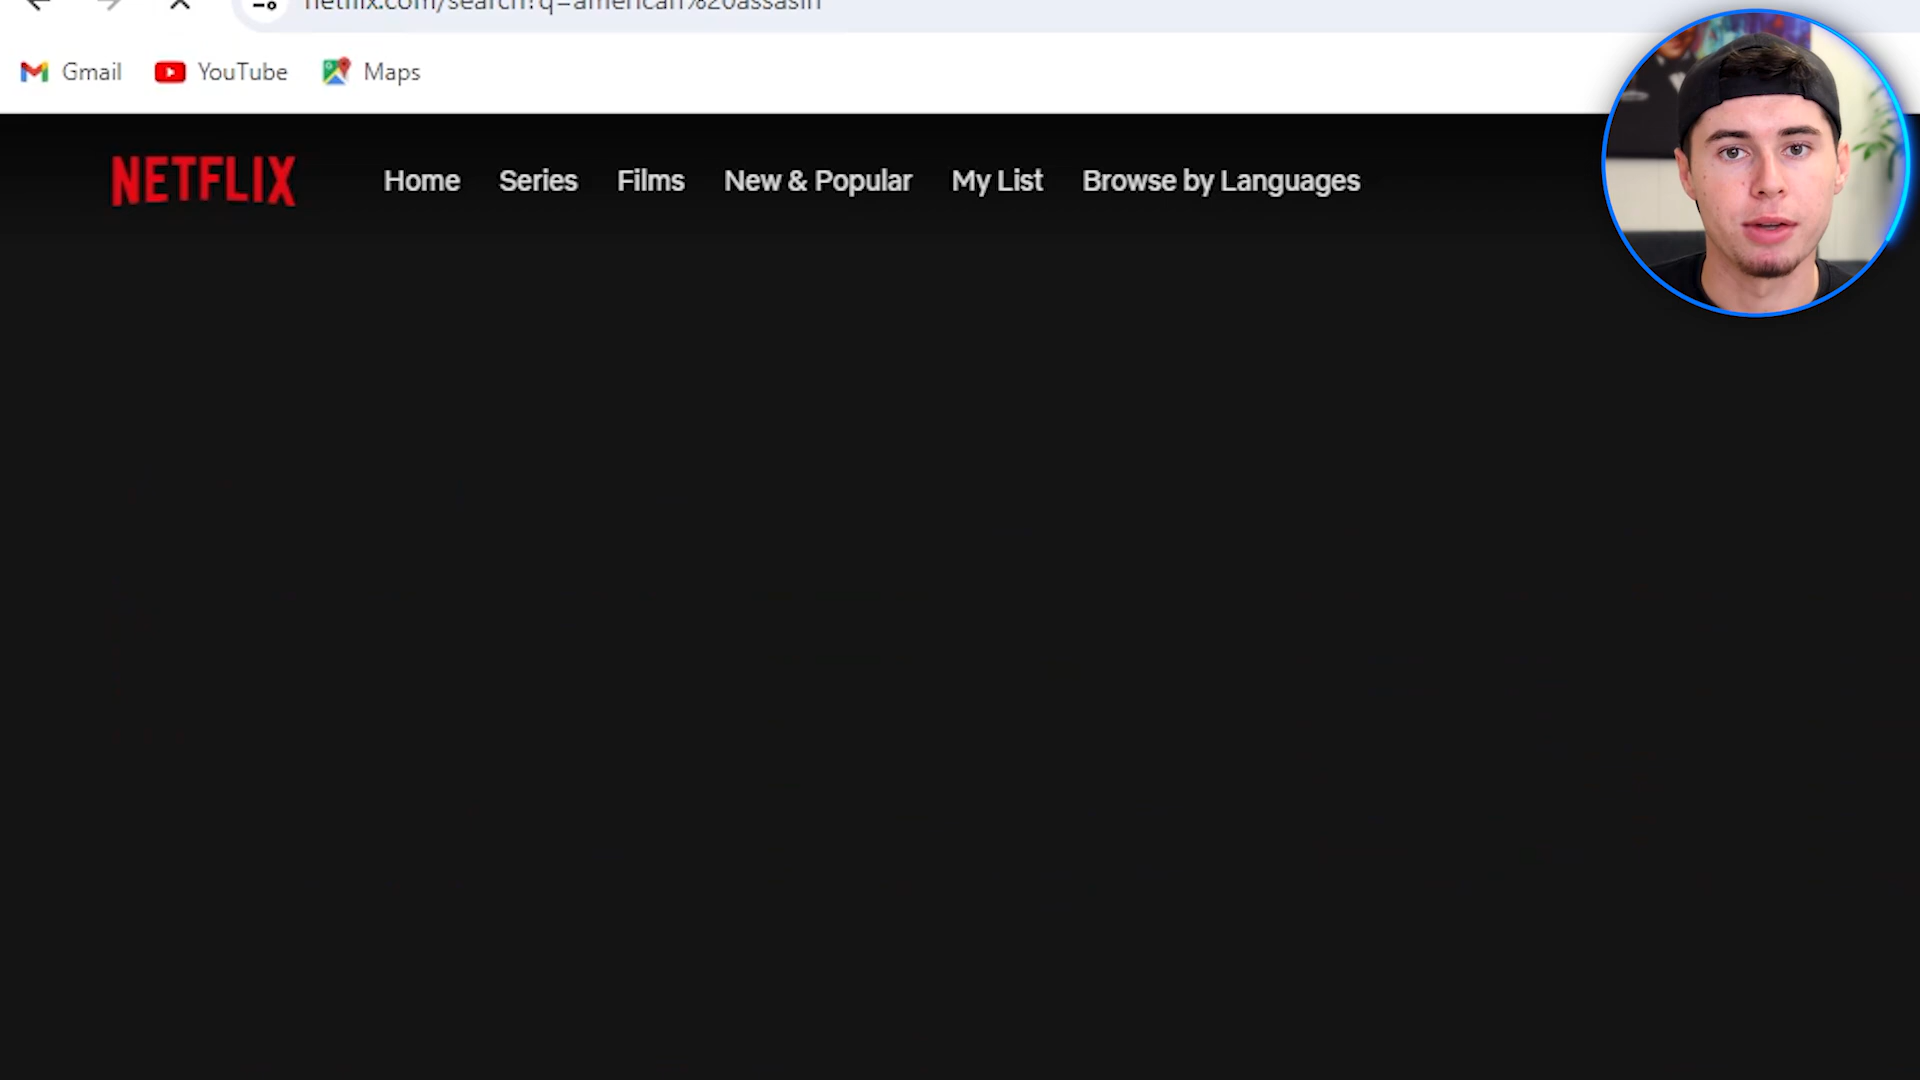 netflix.com/search?q=american%20assasin
Gmail YouTube Maps
NETFLIX Home Series Films New & Popular My List Browse by Languages